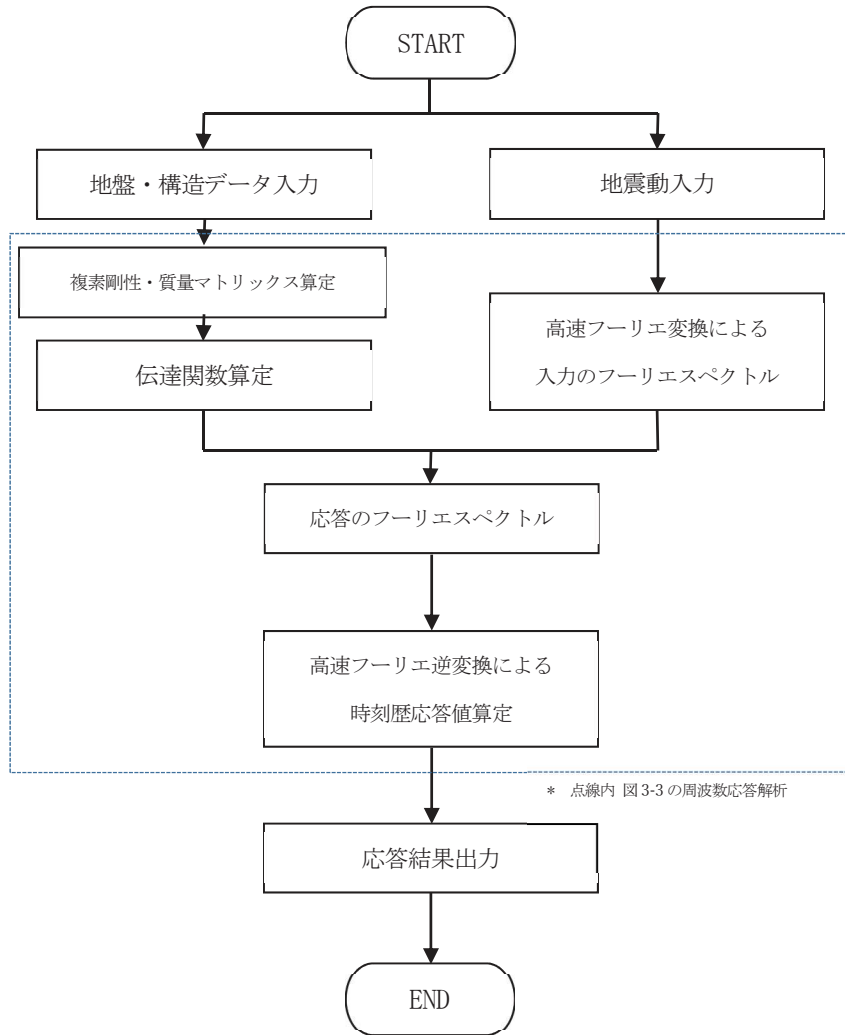 START
地盤・構造データ入力
地震動入力
複素剛性・質量マトリックス算定
高速フーリエ変換による
入力のフーリエスペクトル
伝達関数算定
応答のフーリエスペクトル
高速フーリエ逆変換による
時刻歴応答値算定
* 点線内 図3-3の周波数応答解析
応答結果出力
END